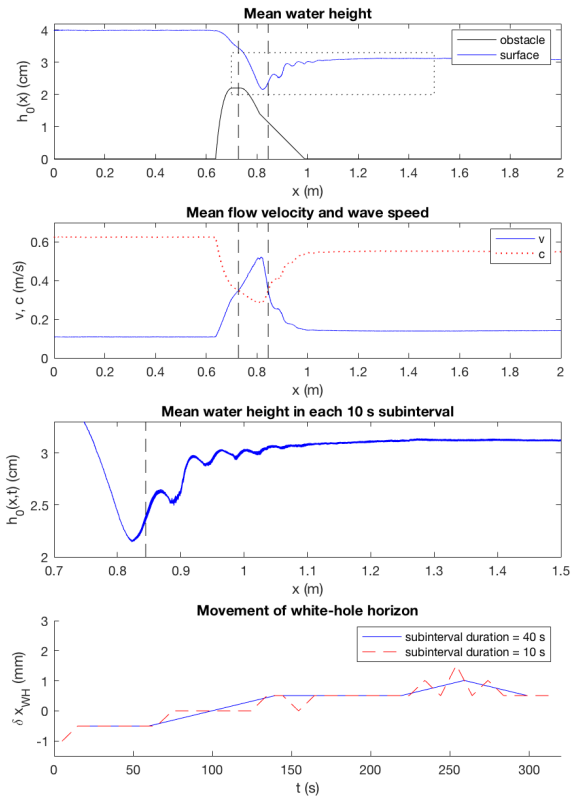 Mean water height
4
3
2
1
0
h0(x) (cm)
obstacle
surface
0 0.2 0.4 0.6 0.8 1 1.2 1.4 1.6 1.8 2
x (m)
Mean flow velocity and wave speed
0.6
0.4
0.2
0
v, c (m/s)
v
c
0 0.2 0.4 0.6 0.8 1 1.2 1.4 1.6 1.8 2
x (m)
Mean water height in each 10 s subinterval
3
2.5
2
h0(x,t) (cm)
0.7 0.8 0.9 1 1.1 1.2 1.3 1.4 1.5
x (m)
Movement of white-hole horizon
3
2
1
0
-1
δ xWH (mm)
subinterval duration = 40 s
subinterval duration = 10 s
0 50 100 150 200 250 300
t (s)